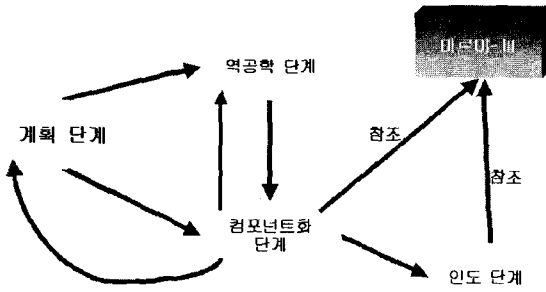 역공학 단계
계획 단계
참조
참조
컴포넌트화
단계
인도 단계